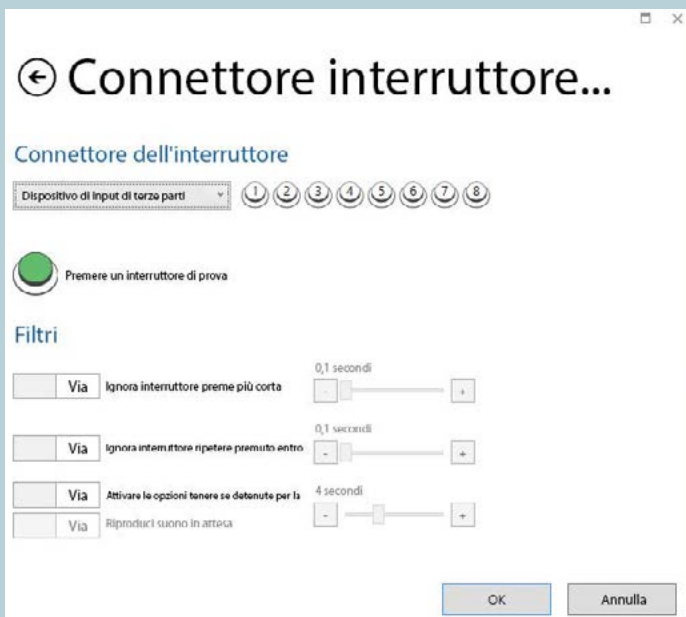 Connettore interruttore...
Connettore dell'interruttore
Dispositivo di input di terze parti 1 2 3 4 5 6 7 8
Premere un interruttore di prova
Filtri
0,1 secondi
Via Ignora interruttore preme più corta - +
0,1 secondi
Via Ignora interruttore ripetere premuto entro - +
Via Attivare le opzioni tenere se detenute per la 4 secondi
Via Riproduci suono in attesa - +
OK Annulla